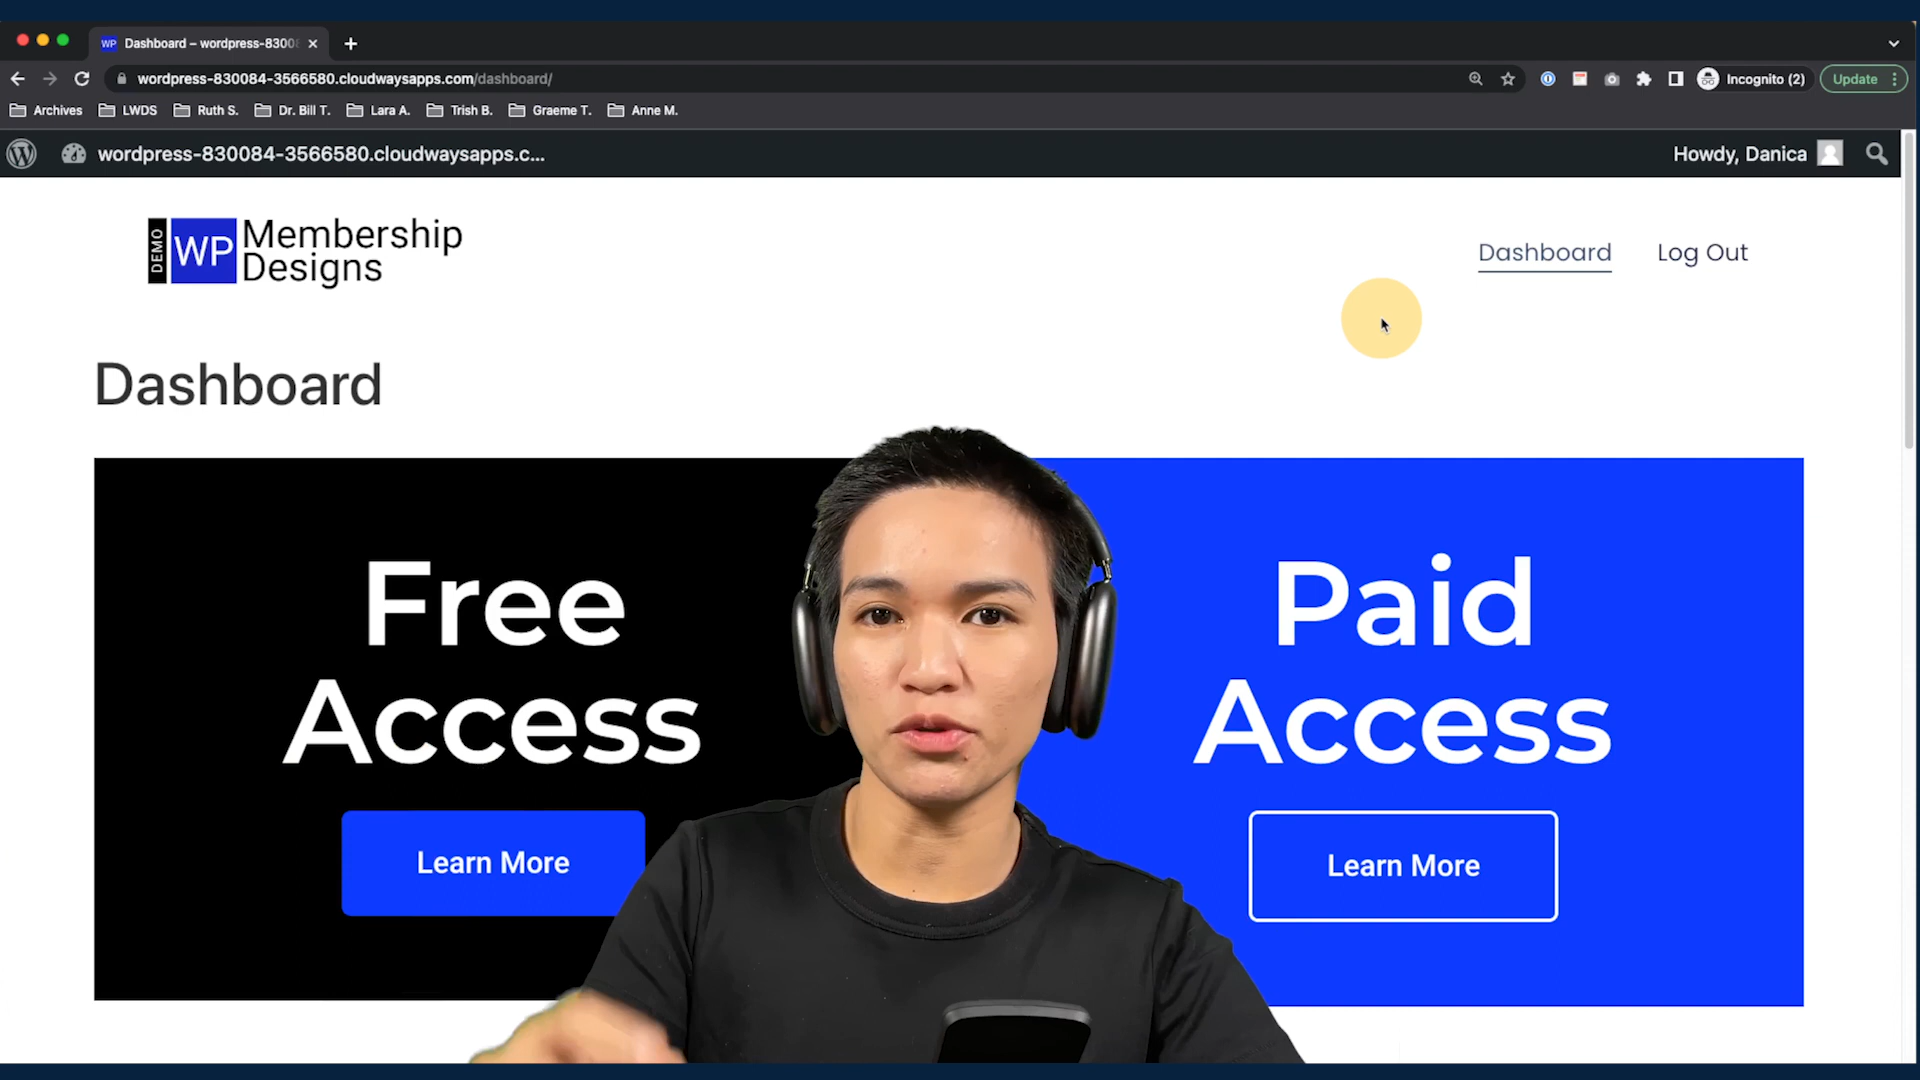 WP Dashboard – wordpress-8300
wordpress-830084-3566580.cloudwaysapps.com/dashboard/
Incognito (2)
Update
Archives
LWDS
Ruth S.
Dr. Bill T.
Lara A.
Trish B.
Graeme T.
Anne M.
wordpress-830084-3566580.cloudwaysapps.c...
Howdy, Danica
DEMO
WP
Membership
Designs
Dashboard
Log Out
Dashboard
Free
Access
Learn More
Paid
Access
Learn More